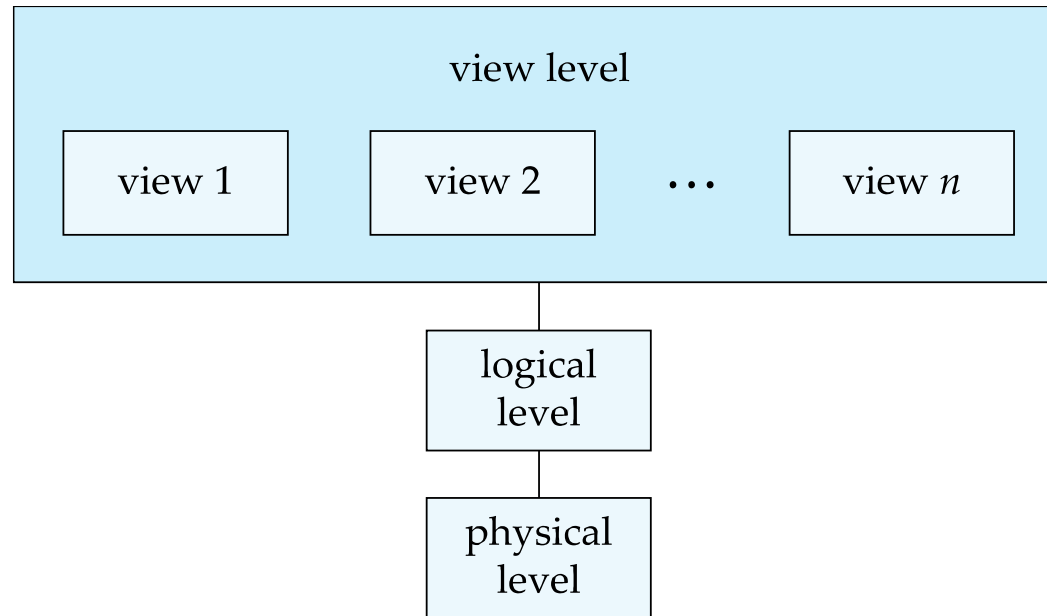 view level
view 1 view 2 ... view n
logical
level
physical
level